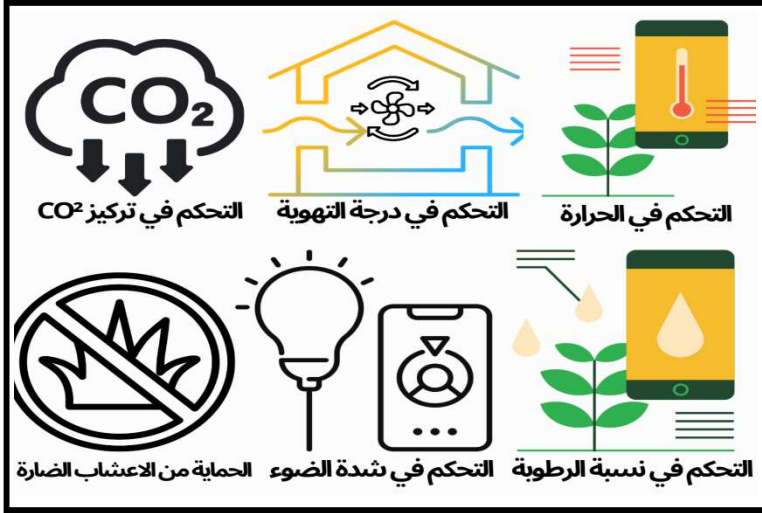 التحكم في الحرارة
التحكم في درجة التهوية
CO₂
التحكم في تركيز CO²
التحكم في نسبة الرطوبة
التحكم في شدة الضوء
الحماية من الاعشاب الضارة